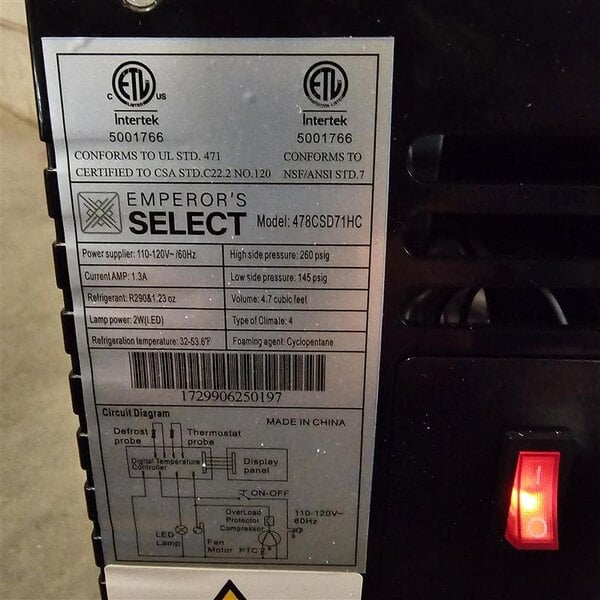 C ETL US LISTED
ETL SANITATION LISTED
Intertek Intertek
5001766 5001766
CONFORMS TO UL STD. 471 CONFORMS TO
CERTIFIED TO CSA STD.C22.2 NO.120 NSF/ANSI STD.7
EMPEROR'S
SELECT Model: 478CSD71HC
Power supplier: 110-120V~ /60Hz High side pressure: 260 psig
Current AMP: 1.3A Low side pressure: 145 psig
Refrigerant: R290&1.23 oz Volume: 4.7 cubic feet
Lamp power: 2W(LED) Type of Climate: 4
Refrigeration temperature: 32-53.6°F Foaming agent: Cyclopentane
1729906250197
Circuit Diagram MADE IN CHINA
Defrost probe
Thermostat probe
Digital Temperature Controller
Display panel
ON-OFF
OverLoad Protector
Compressor
110-120V~ 60Hz
LED Lamp
Fan Motor
PTC